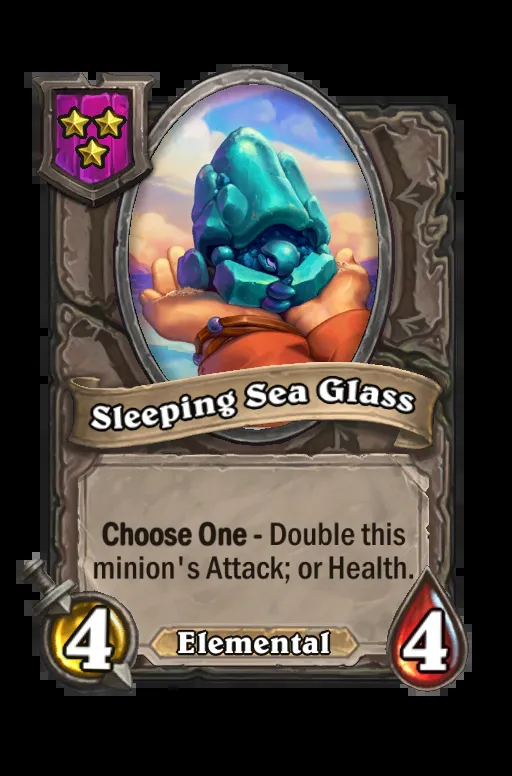 Sleeping Sea Glass
Choose One - Double this
minion's Attack; or Health.
4
Elemental
4